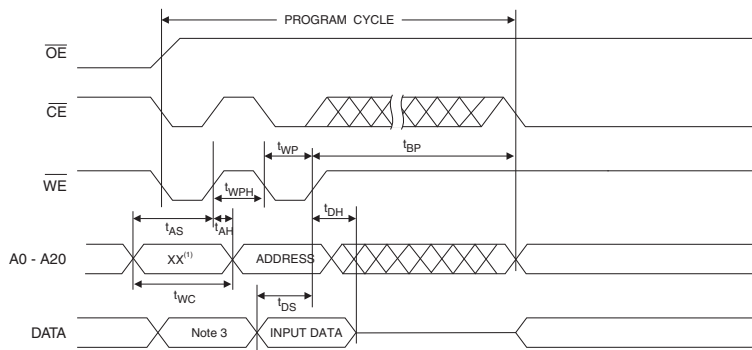 PROGRAM CYCLE
OE
CE
tWP
tBP
WE
tWPH
tDH
tAS
tAH
A0 - A20
XX(1)
ADDRESS
tWC
tDS
DATA
Note 3
INPUT DATA